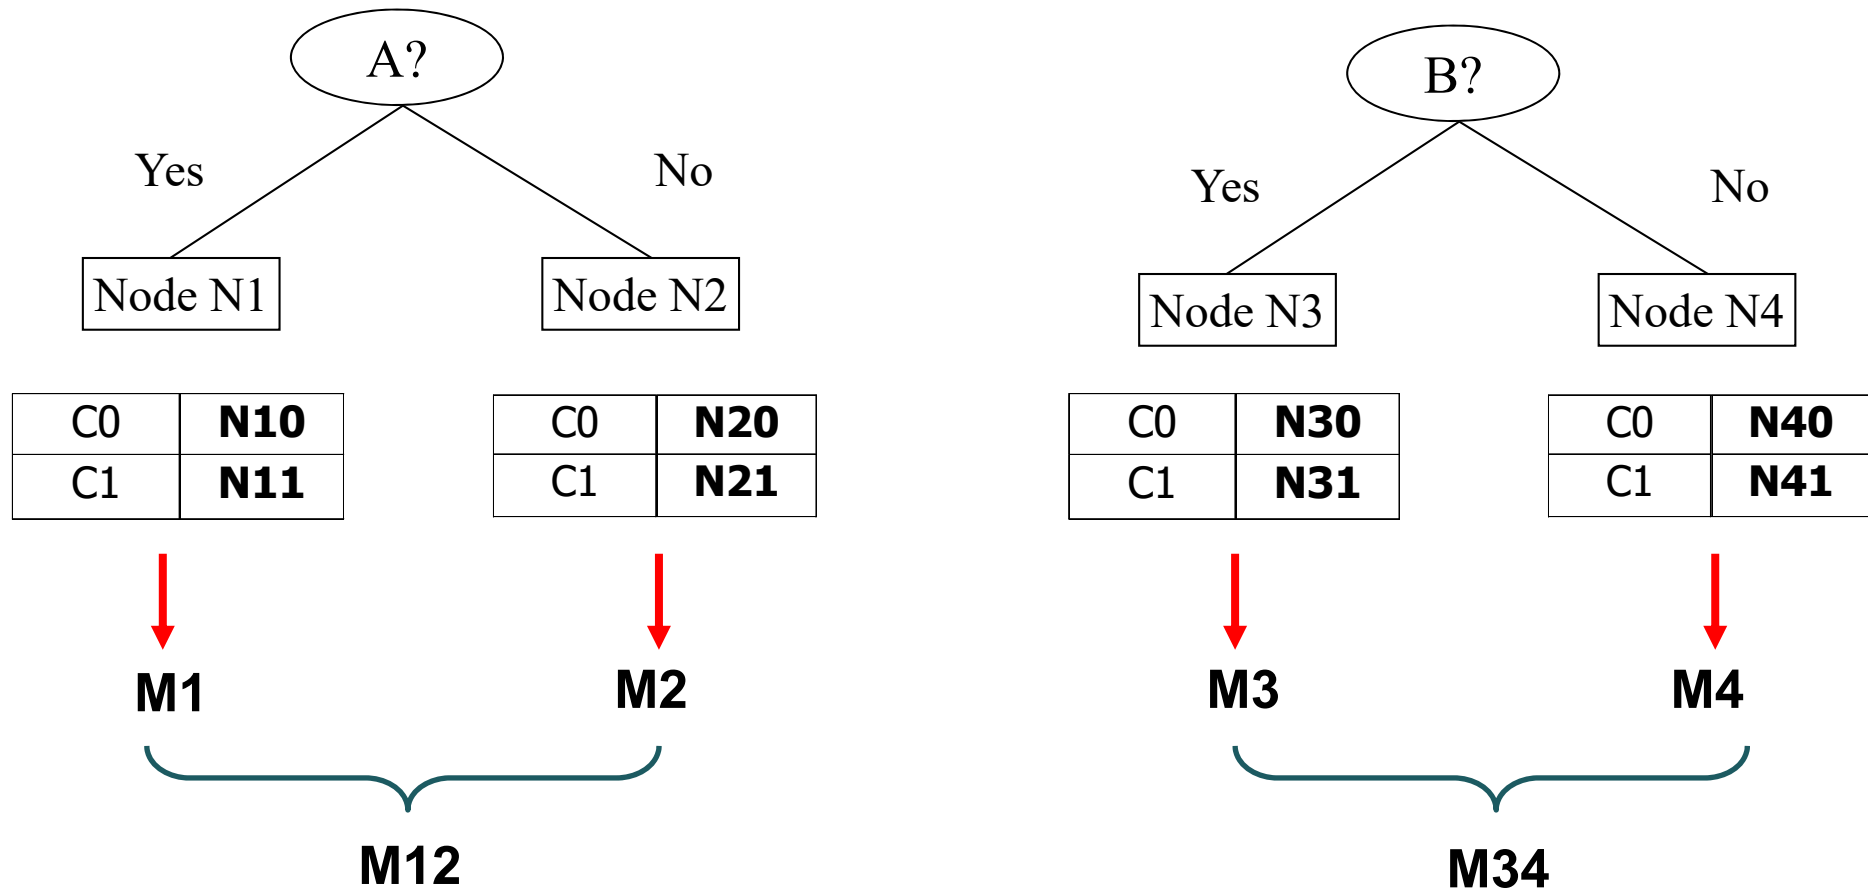 A?
B?
Yes
No
Yes
No
Node N1
Node N2
Node N3
Node N4
C0 N10
C1 N11
C0 N20
C1 N21
C0 N30
C1 N31
C0 N40
C1 N41
M1
M2
M3
M4
M12
M34